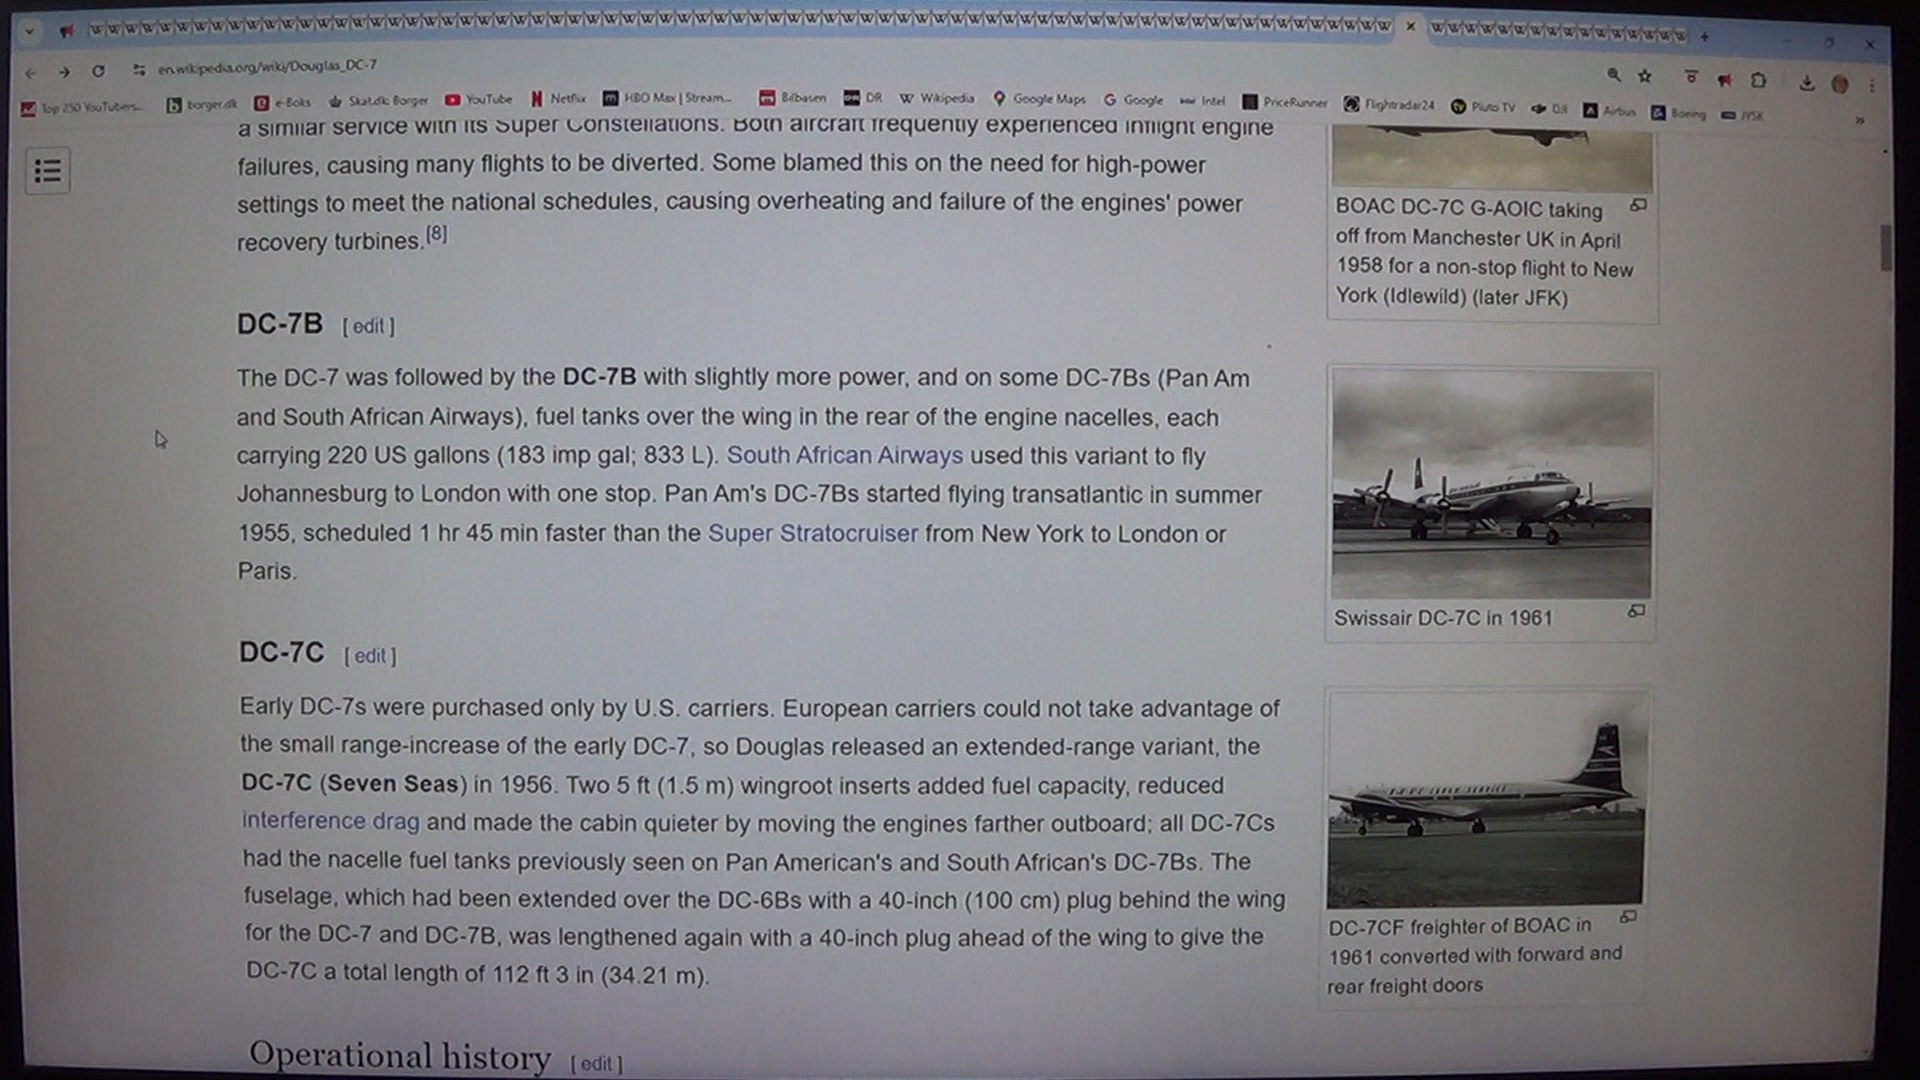 en.wikipedia.org/wiki/Douglas_DC-7
Top 250 YouTubers... borger.dk e-Boks Skat.dk: Borger YouTube Netflix HBO Max | Stream... Bilbasen DR Wikipedia Google Maps Google Intel PriceRunner Flightradar24 Pluto TV DJI Airbus Boeing JYSK
a similar service with its Super Constellations. Both aircraft frequently experienced inflight engine
failures, causing many flights to be diverted. Some blamed this on the need for high-power
settings to meet the national schedules, causing overheating and failure of the engines' power
recovery turbines.[8]
DC-7B [ edit ]
The DC-7 was followed by the DC-7B with slightly more power, and on some DC-7Bs (Pan Am
and South African Airways), fuel tanks over the wing in the rear of the engine nacelles, each
carrying 220 US gallons (183 imp gal; 833 L). South African Airways used this variant to fly
Johannesburg to London with one stop. Pan Am's DC-7Bs started flying transatlantic in summer
1955, scheduled 1 hr 45 min faster than the Super Stratocruiser from New York to London or
Paris.
DC-7C [ edit ]
Early DC-7s were purchased only by U.S. carriers. European carriers could not take advantage of
the small range-increase of the early DC-7, so Douglas released an extended-range variant, the
DC-7C (Seven Seas) in 1956. Two 5 ft (1.5 m) wingroot inserts added fuel capacity, reduced
interference drag and made the cabin quieter by moving the engines farther outboard; all DC-7Cs
had the nacelle fuel tanks previously seen on Pan American's and South African's DC-7Bs. The
fuselage, which had been extended over the DC-6Bs with a 40-inch (100 cm) plug behind the wing
for the DC-7 and DC-7B, was lengthened again with a 40-inch plug ahead of the wing to give the
DC-7C a total length of 112 ft 3 in (34.21 m).
Operational history [ edit ]
BOAC DC-7C G-AOIC taking
off from Manchester UK in April
1958 for a non-stop flight to New
York (Idlewild) (later JFK)
Swissair DC-7C in 1961
DC-7CF freighter of BOAC in
1961 converted with forward and
rear freight doors